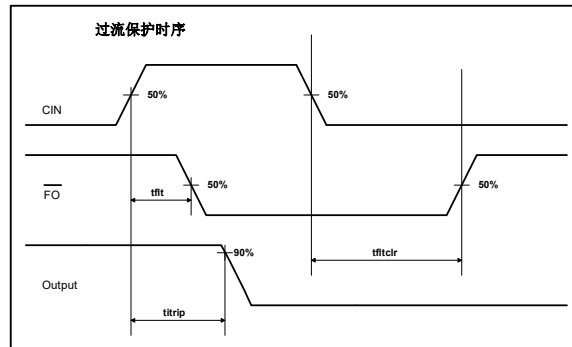 过流保护时序
CIN
50%
50%
FO
50%
50%
tflt
tfltclr
90%
Output
titrip